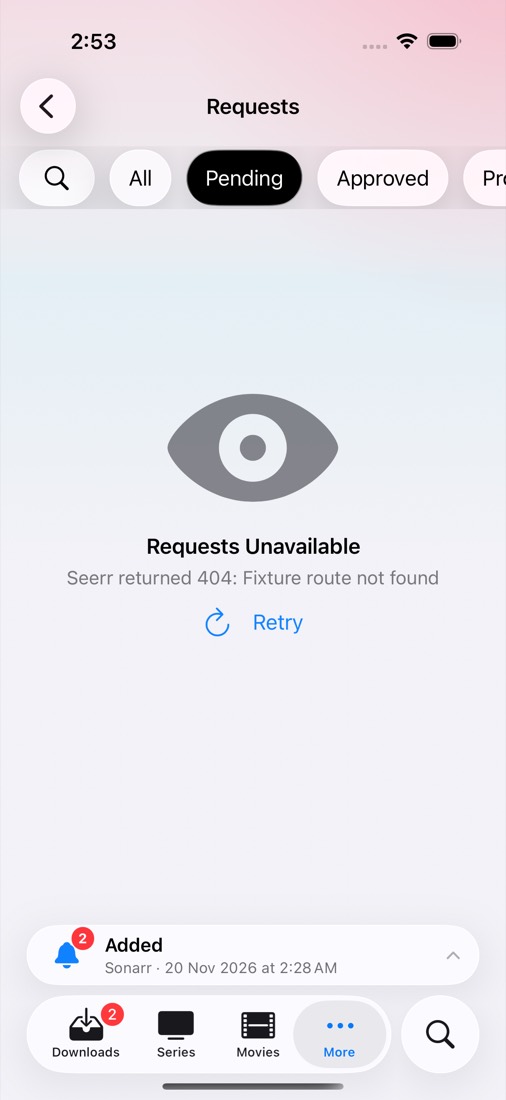 2:53
Requests
All
Pending
Approved
Pro
Requests Unavailable
Seerr returned 404: Fixture route not found
Retry
2
Added
Sonarr · 20 Nov 2026 at 2:28 AM
2
Downloads
Series
Movies
More